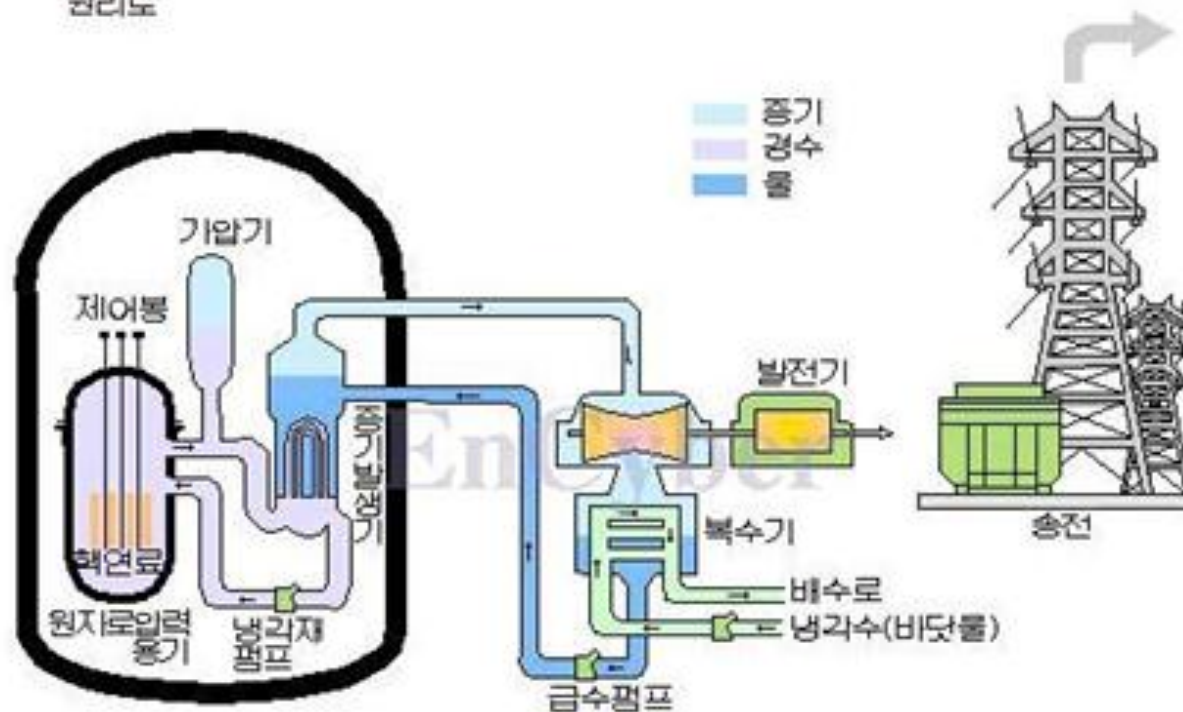 원리도
증기
경수
물
기압기
제어봉
발전기
증기발생기
EnCyber
핵연료
복수기
송전
배수로
원자로압력
용기
냉각재
펌프
냉각수(바닷물)
급수펌프